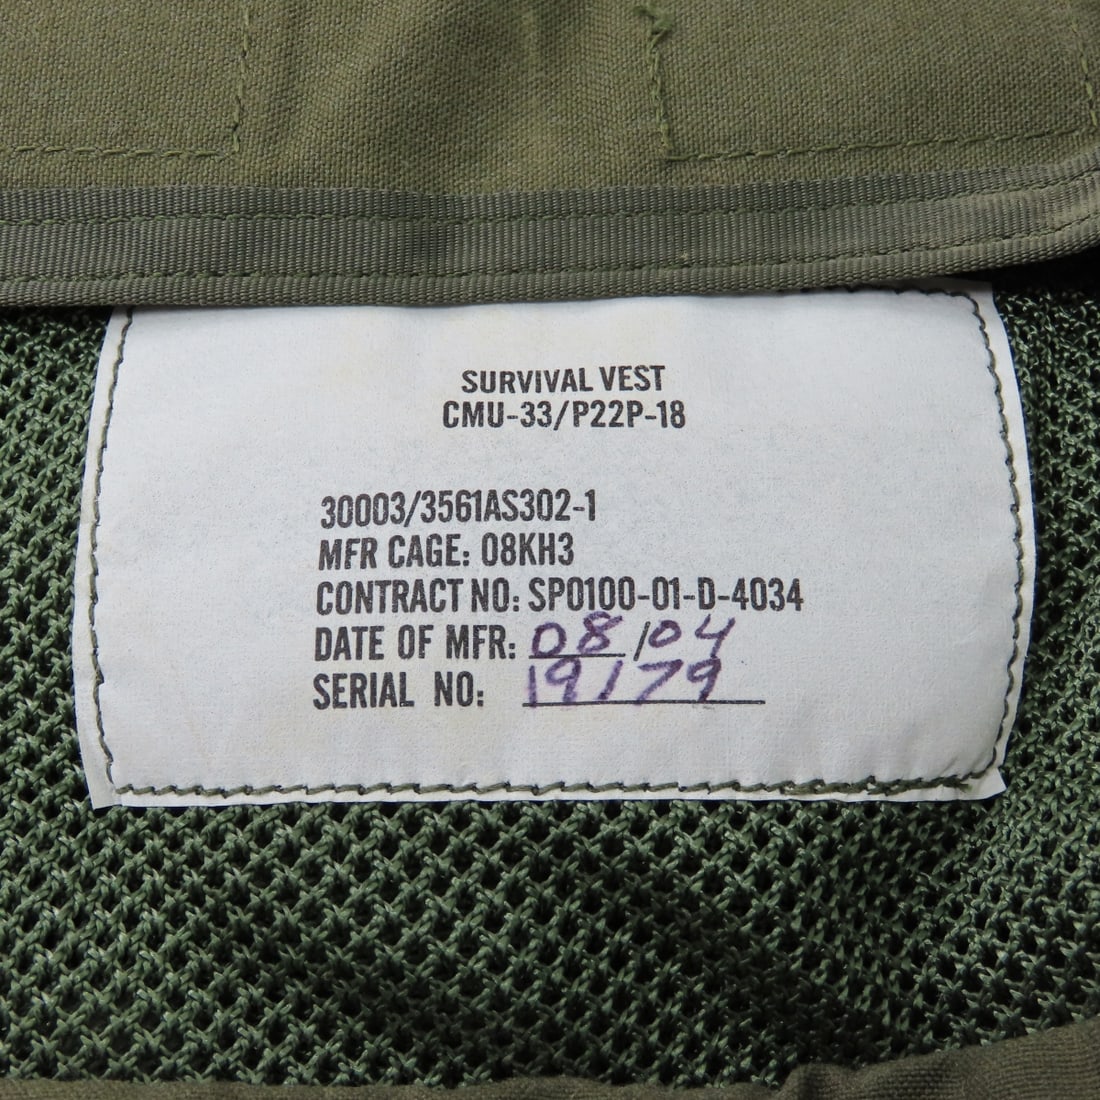 SURVIVAL VEST
CMU-33/P22P-18
30003/3561AS302-1
MFR CAGE: 08KH3
CONTRACT NO: SP0100-01-D-4034
DATE OF MFR: 08/04
SERIAL NO: 19179